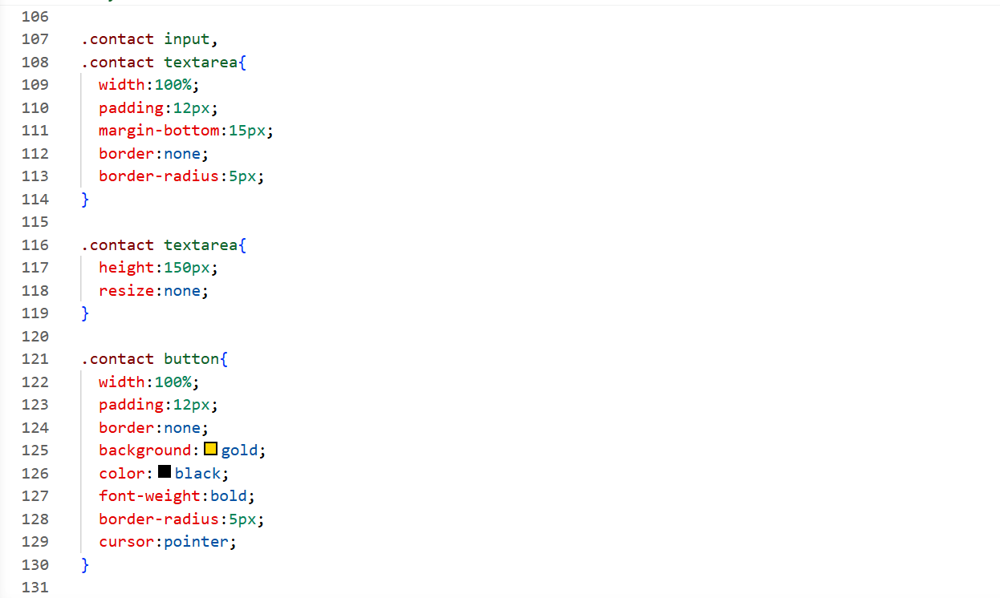 106
107 .contact input,
108 .contact textarea{
109 width:100%;
110 padding:12px;
111 margin-bottom:15px;
112 border:none;
113 border-radius:5px;
114 }
115
116 .contact textarea{
117 height:150px;
118 resize:none;
119 }
120
121 .contact button{
122 width:100%;
123 padding:12px;
124 border:none;
125 background:gold;
126 color:black;
127 font-weight:bold;
128 border-radius:5px;
129 cursor:pointer;
130 }
131